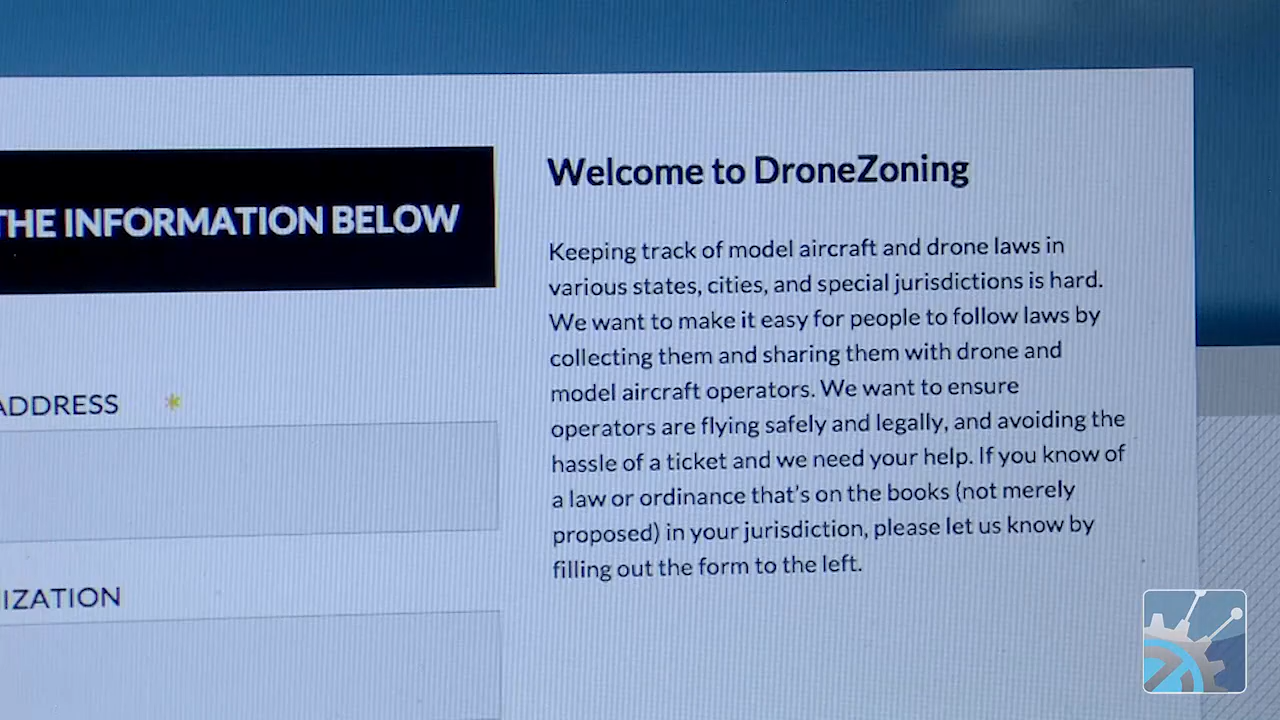 THE INFORMATION BELOW
ADDRESS *
IZATION
Welcome to DroneZoning
Keeping track of model aircraft and drone laws in
various states, cities, and special jurisdictions is hard.
We want to make it easy for people to follow laws by
collecting them and sharing them with drone and
model aircraft operators. We want to ensure
operators are flying safely and legally, and avoiding the
hassle of a ticket and we need your help. If you know of
a law or ordinance that's on the books (not merely
proposed) in your jurisdiction, please let us know by
filling out the form to the left.